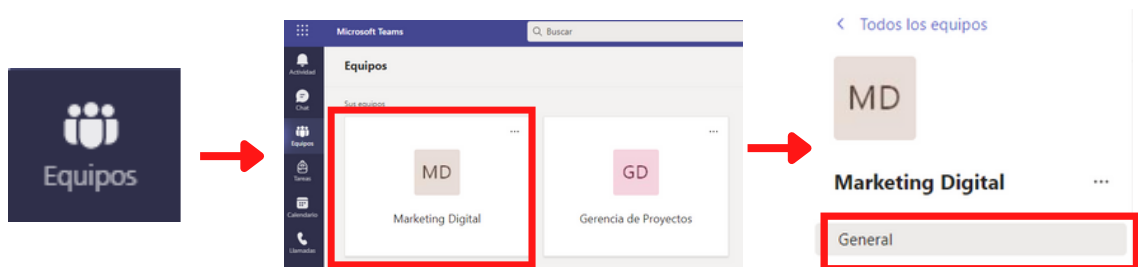 Equipos
Microsoft Teams
Buscar
Actividad
Chat
Equipos
Tareas
Calendario
Llamadas
Equipos
Sus equipos
...
MD
Marketing Digital
...
GD
Gerencia de Proyectos
< Todos los equipos
MD
Marketing Digital ...
General